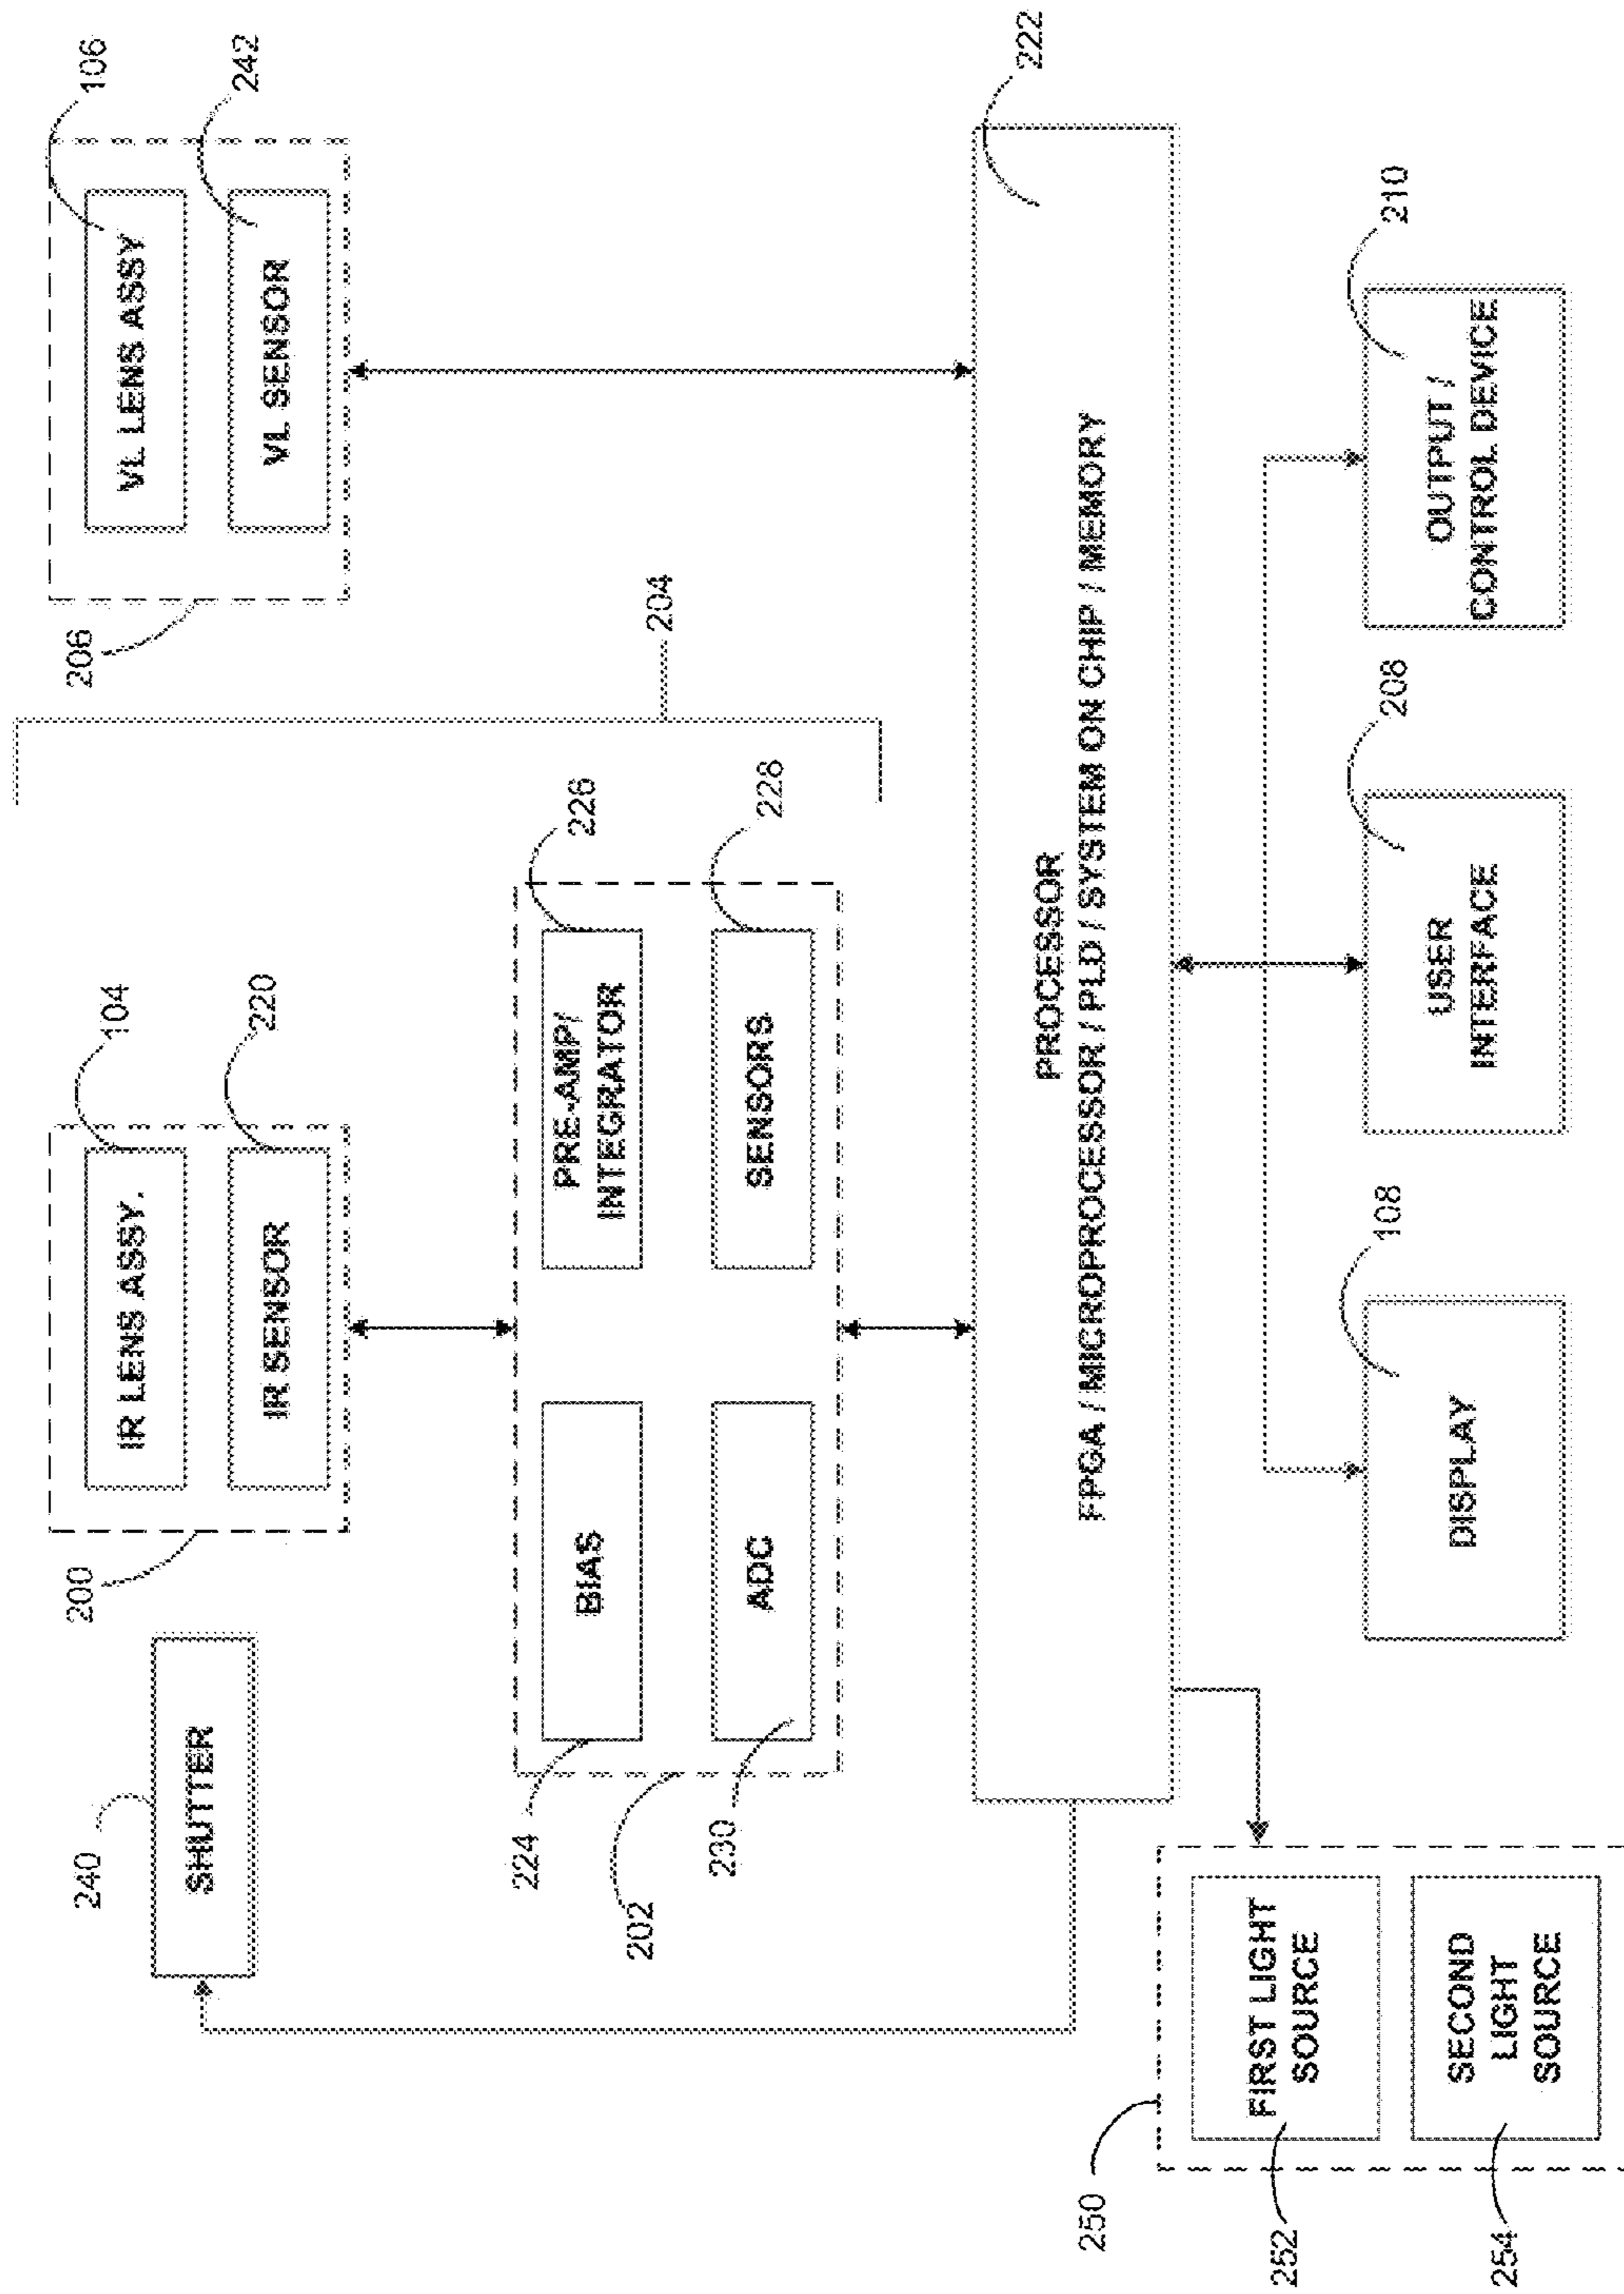 240
SHUTTER
200
IR LENS ASSY.
104
IR SENSOR
220
206
VL LENS ASSY
106
VL SENSOR
242
204
BIAS
224
PRE-AMP/
INTEGRATOR
226
ADC
230
SENSORS
228
202
PROCESSOR
FPGA / MICROPROCESSOR / PLD / SYSTEM ON CHIP / MEMORY
222
250
FIRST LIGHT
SOURCE
252
SECOND
LIGHT
SOURCE
254
DISPLAY
108
USER
INTERFACE
208
OUTPUT /
CONTROL DEVICE
210